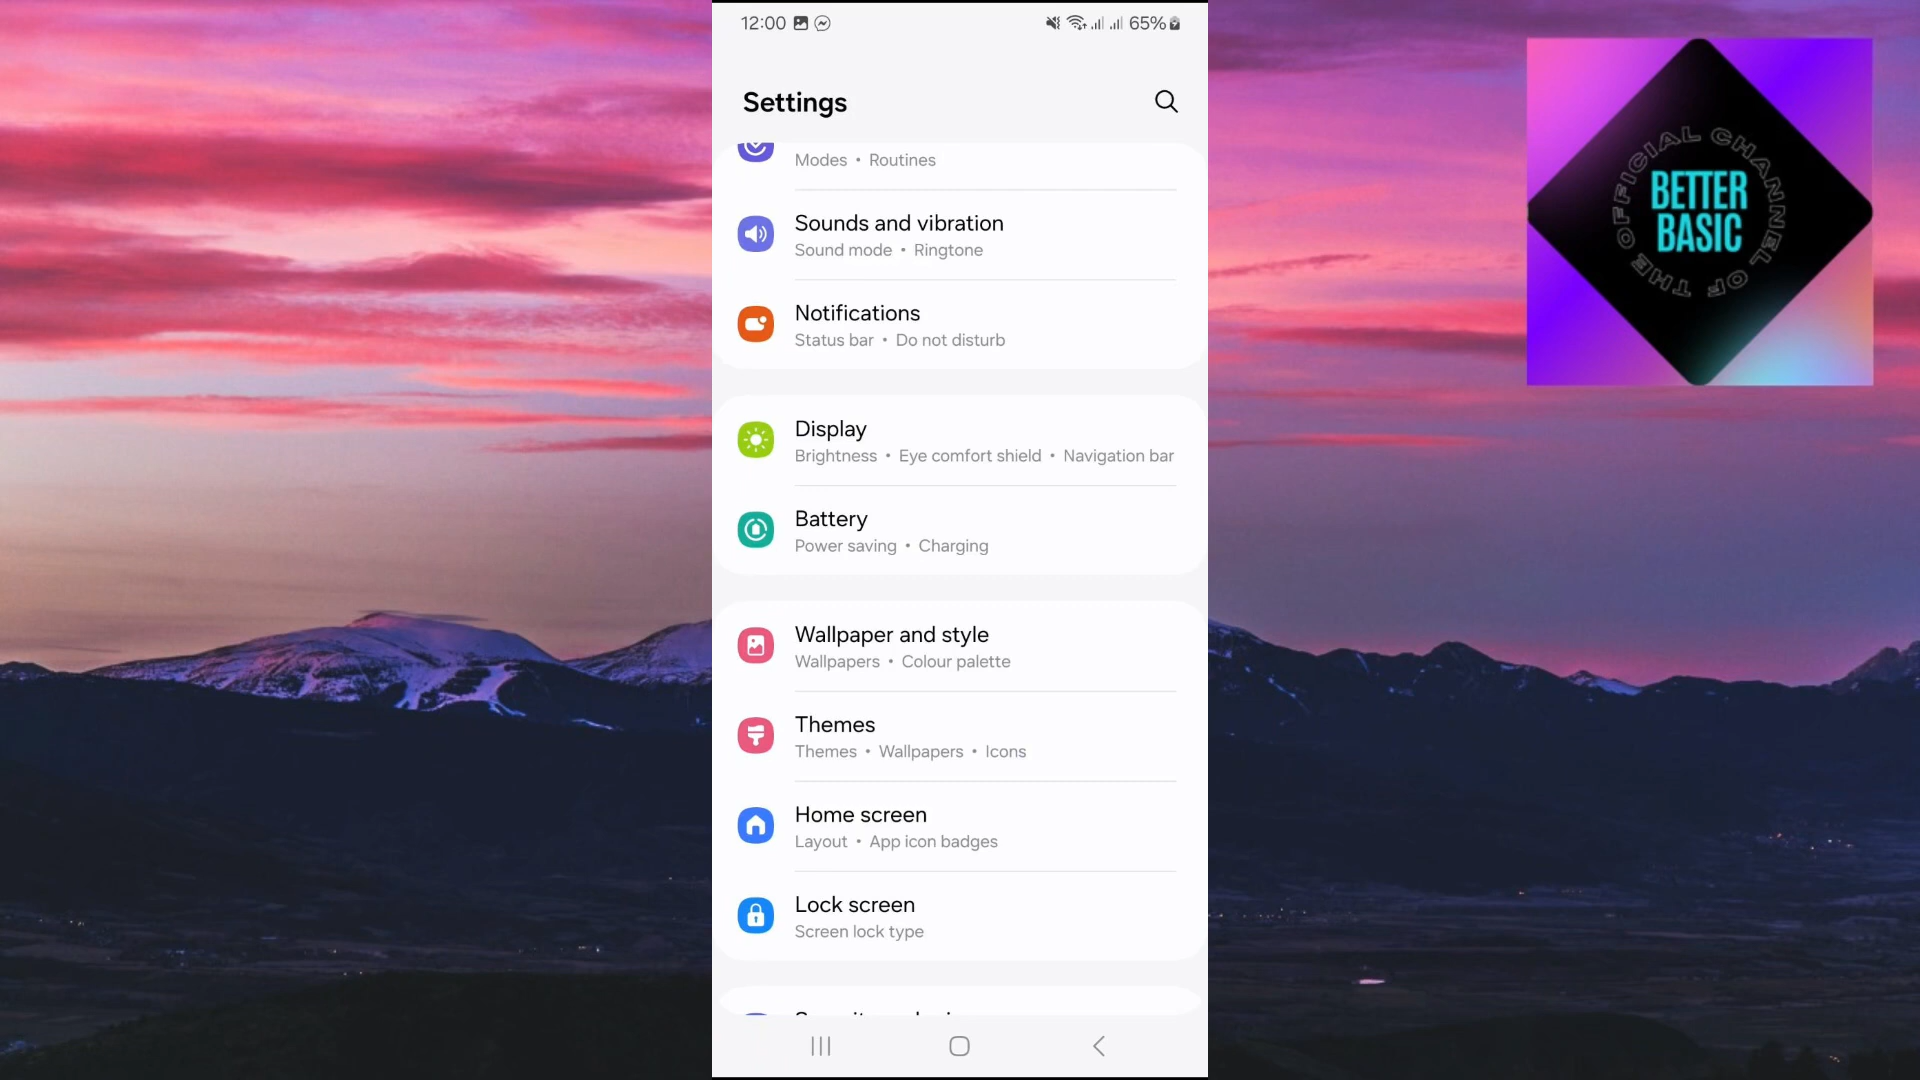 12:00
65%
Settings
Modes • Routines
Sounds and vibration
Sound mode • Ringtone
Notifications
Status bar • Do not disturb
Display
Brightness • Eye comfort shield • Navigation bar
Battery
Power saving • Charging
Wallpaper and style
Wallpapers • Colour palette
Themes
Themes • Wallpapers • Icons
Home screen
Layout • App icon badges
Lock screen
Screen lock type
OFFICIAL CHANNEL OF THE
BETTER
BASIC